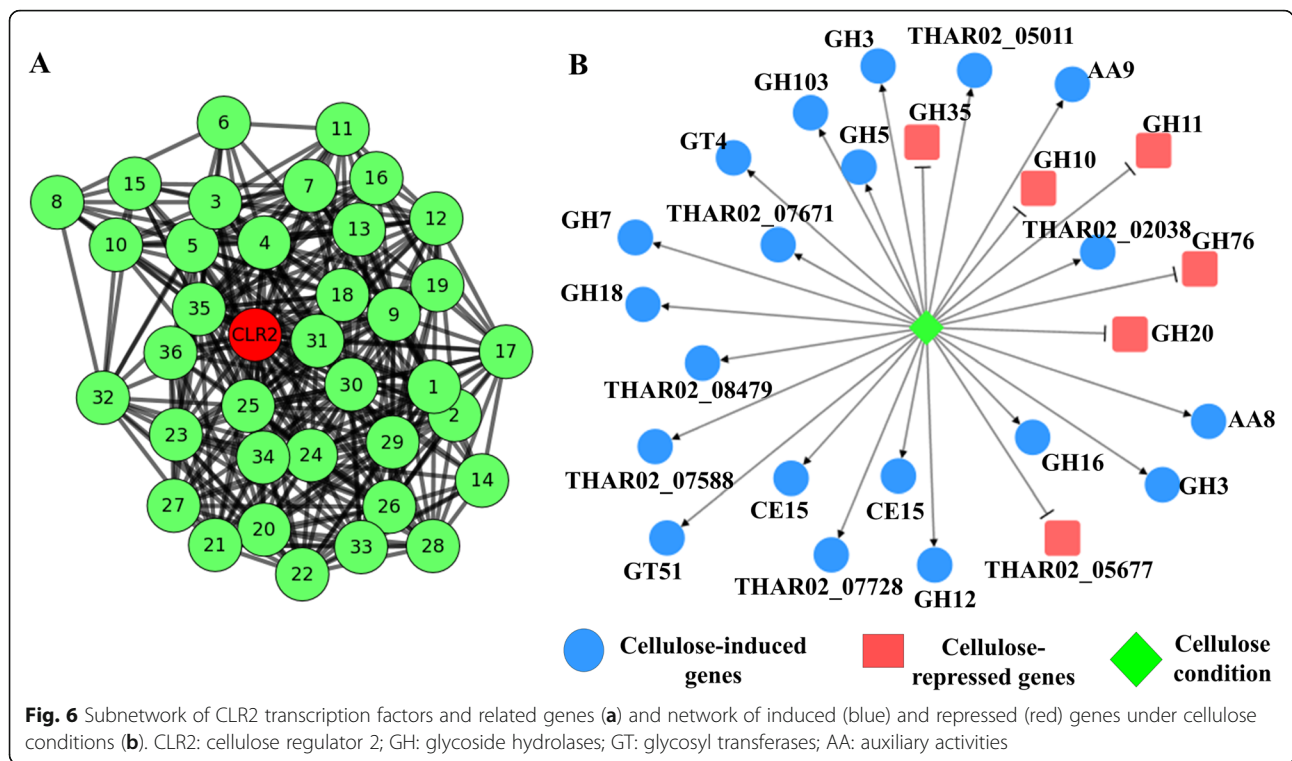 A
6
11
15
7
16
8
3
12
10
5
4
13
19
18
35
9
CLR2
31
17
36
30
1
32
25
2
23
29
34
24
14
27
26
20
21
33
28
22
B
GH3
THAR02_05011
AA9
GH103
GH35
GH11
GT4
GH5
GH10
THAR02_07671
THAR02_02038
GH7
GH76
GH18
GH20
THAR02_08479
AA8
THAR02_07588
GH16
GH3
CE15
CE15
GT51
THAR02_05677
THAR02_07728
GH12
Cellulose-induced
genes
Cellulose-
repressed genes
Cellulose
condition
Fig. 6 Subnetwork of CLR2 transcription factors and related genes (a) and network of induced (blue) and repressed (red) genes under cellulose
conditions (b). CLR2: cellulose regulator 2; GH: glycoside hydrolases; GT: glycosyl transferases; AA: auxiliary activities